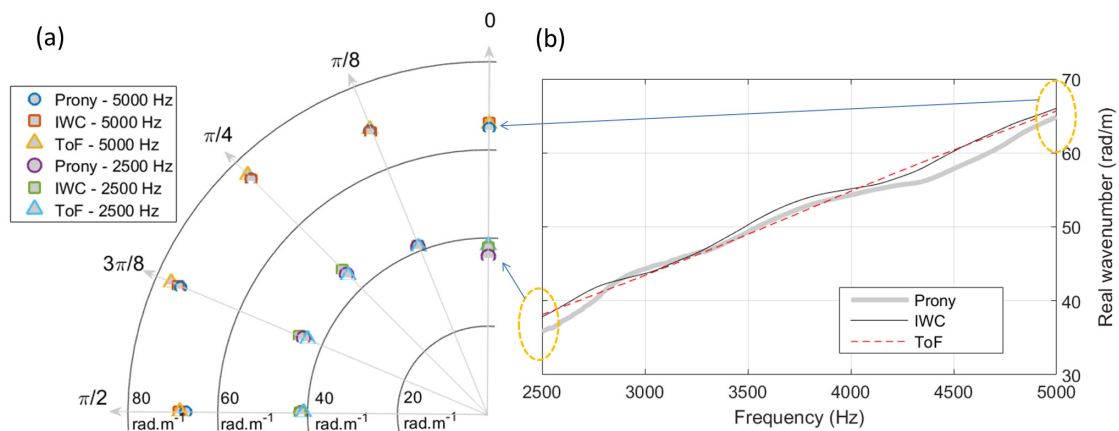 (a)
0
π/8
π/4
3π/8
π/2
Prony - 5000 Hz
IWC - 5000 Hz
ToF - 5000 Hz
Prony - 2500 Hz
IWC - 2500 Hz
ToF - 2500 Hz
80 60 40 20
rad.m⁻¹ rad.m⁻¹ rad.m⁻¹ rad.m⁻¹
(b)
70
60
50
40
30
Real wavenumber (rad/m)
Prony
IWC
ToF
2500 3000 3500 4000 4500 5000
Frequency (Hz)